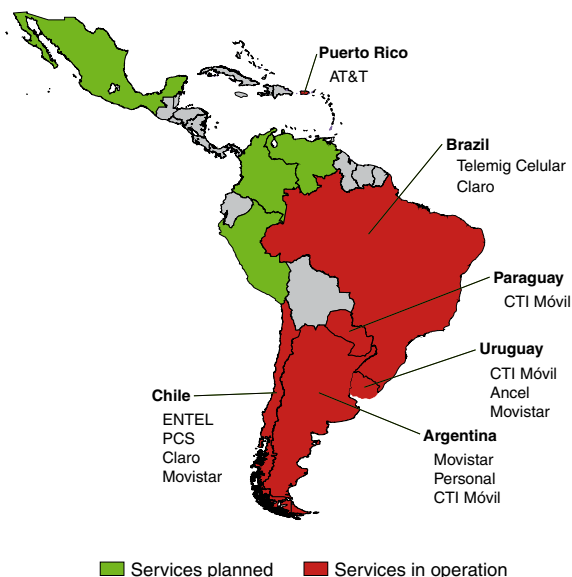 Puerto Rico
AT&T
Brazil
Telemig Celular
Claro
Paraguay
CTI Móvil
Uruguay
CTI Móvil
Ancel
Movistar
Chile
ENTEL
PCS
Claro
Movistar
Argentina
Movistar
Personal
CTI Móvil
Services planned
Services in operation